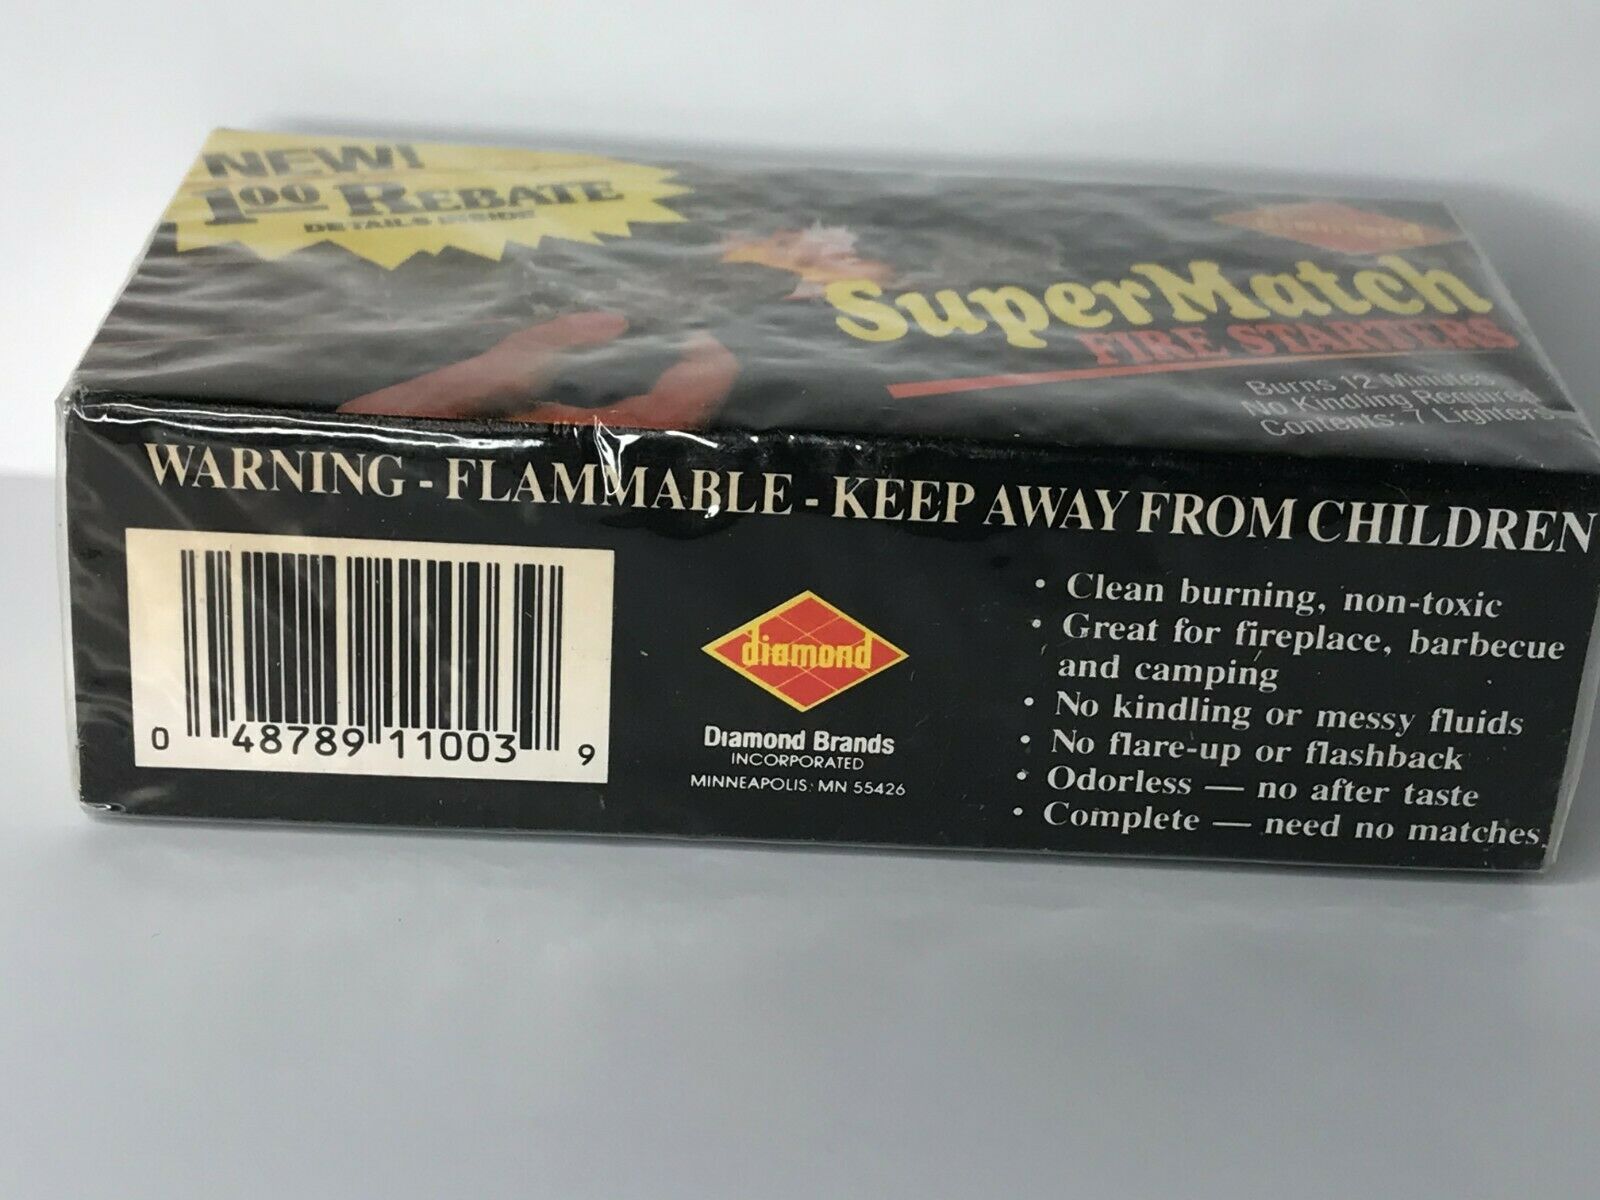 NEW!
1.00 REBATE
DETAILS INSIDE
diamond
SuperMatch
FIRE STARTERS
Burns 12 Minutes
No Kindling Required
Contents: 7 Lighters
WARNING - FLAMMABLE - KEEP AWAY FROM CHILDREN
0 48789 11003 9
diamond
Diamond Brands
INCORPORATED
MINNEAPOLIS, MN 55426
• Clean burning, non-toxic
• Great for fireplace, barbecue
and camping
• No kindling or messy fluids
• No flare-up or flashback
• Odorless — no after taste
• Complete — need no matches.